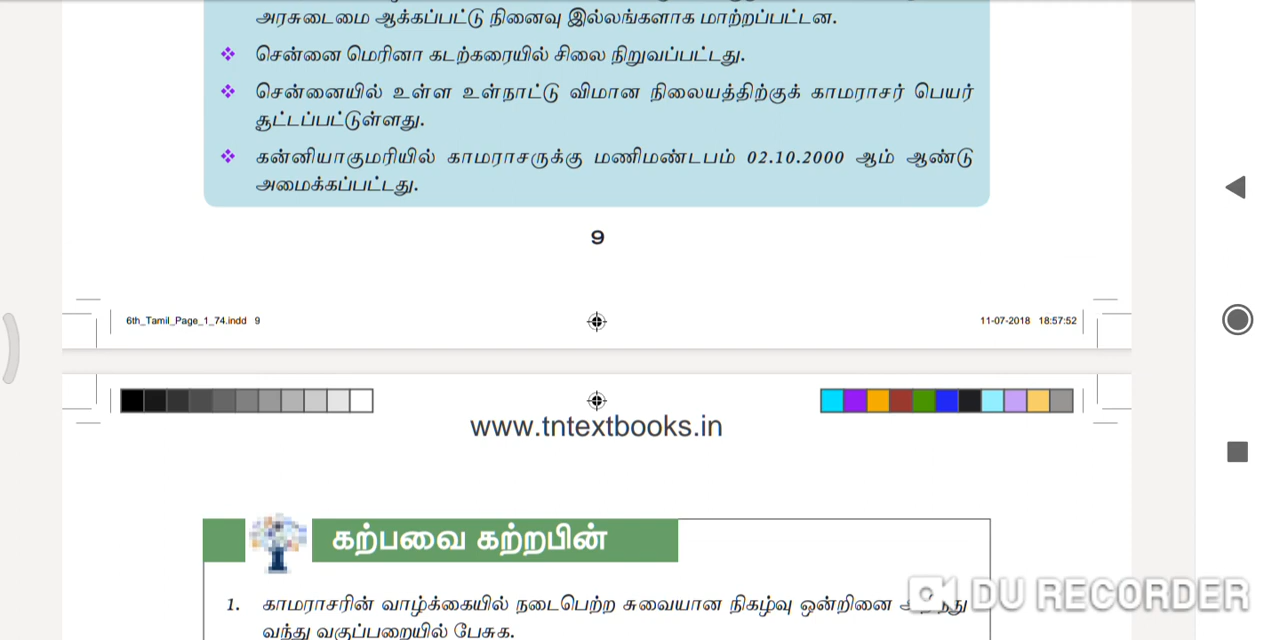 அரசுடைமை ஆக்கப்பட்டு நினைவு இல்லங்களாக மாற்றப்பட்டன.
❖ சென்னை மெரினா கடற்கரையில் சிலை நிறுவப்பட்டது.
❖ சென்னையில் உள்ள உள்நாட்டு விமான நிலையத்திற்குக் காமராசர் பெயர்
சூட்டப்பட்டுள்ளது.
❖ கன்னியாகுமரியில் காமராசருக்கு மணிமண்டபம் 02.10.2000 ஆம் ஆண்டு
அமைக்கப்பட்டது.
9
6th_Tamil_Page_1_74.indd 9
11-07-2018 18:57:52
www.tntextbooks.in
கற்பவை கற்றபின்
1. காமராசரின் வாழ்க்கையில் நடைபெற்ற சுவையான நிகழ்வு ஒன்றினை
வந்து வகுப்பறையில் பேசுக.
DU RECORDER